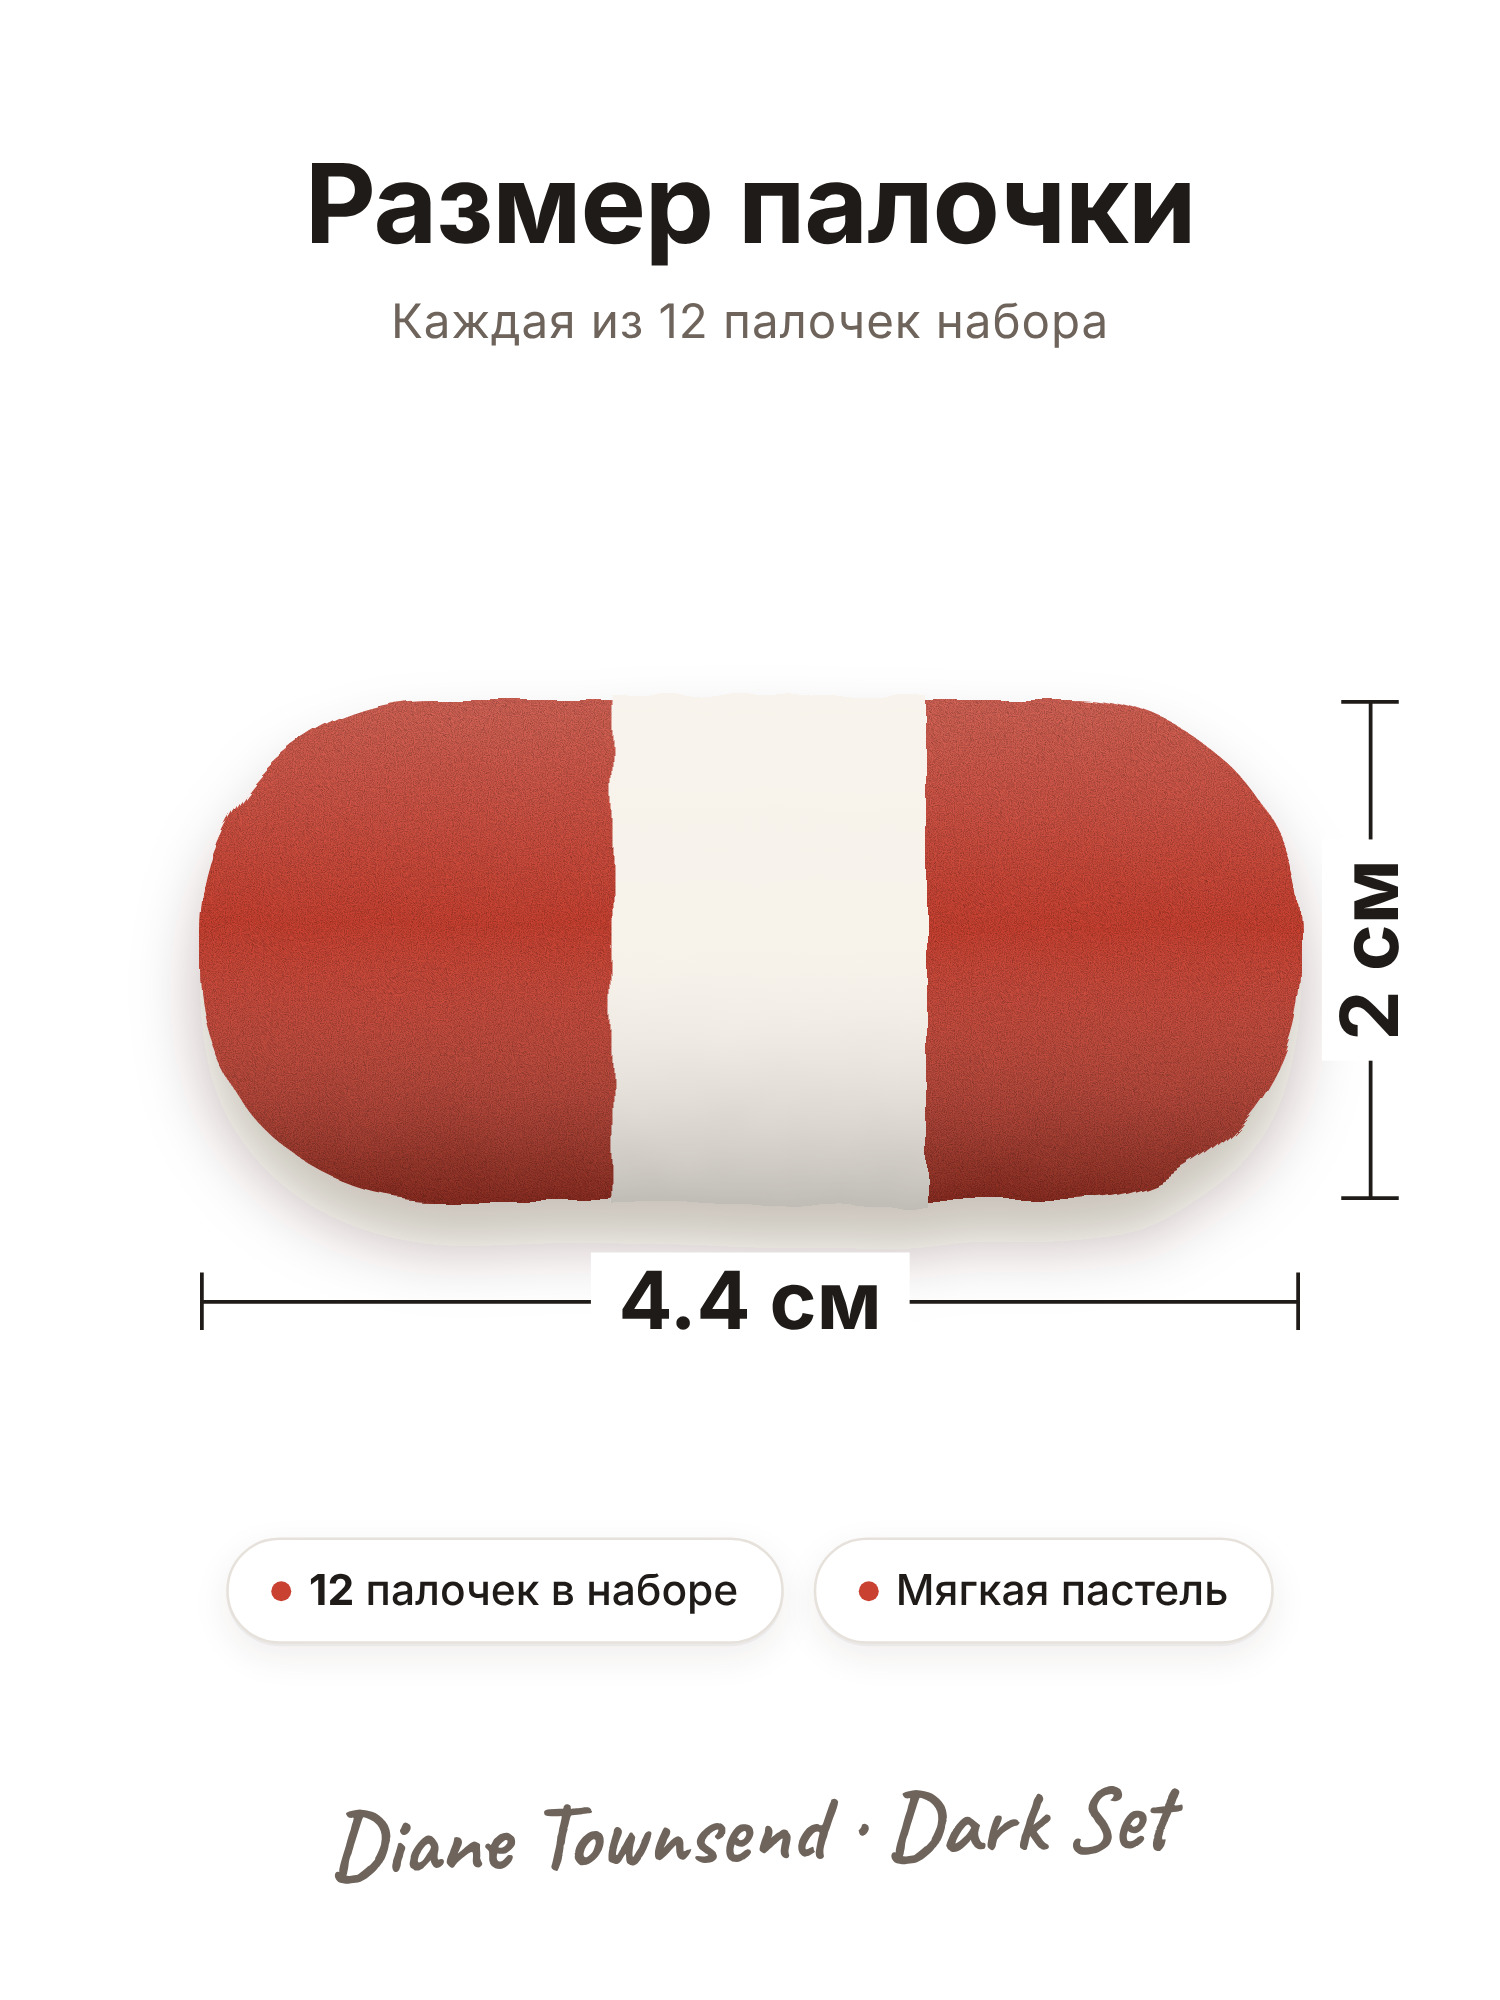 Размер палочки
Каждая из 12 палочек набора
2 см
4.4 см
12 палочек в наборе
Мягкая пастель
Diane Townsend · Dark Set